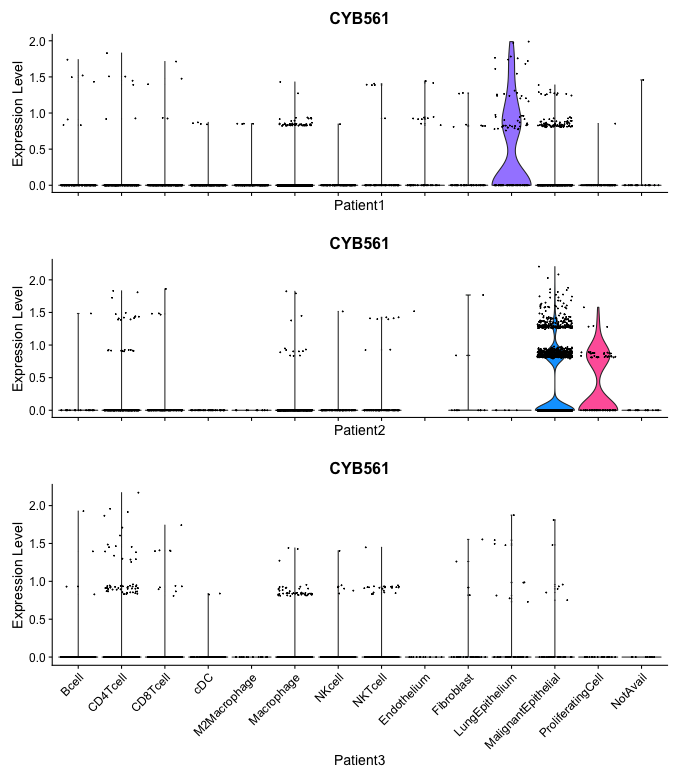 CYB561
Expression Level
2.0
1.5
1.0
0.5
0.0
Patient1
CYB561
Expression Level
2.0
1.5
1.0
0.5
0.0
Patient2
CYB561
Expression Level
2.0
1.5
1.0
0.5
0.0
Bcell
CD4Tcell
CD8Tcell
cDC
M2Macrophage
Macrophage
NKcell
NKTcell
Endothelium
Fibroblast
LungEpithelium
MalignantEpithelial
ProliferatingCell
NotAvail
Patient3